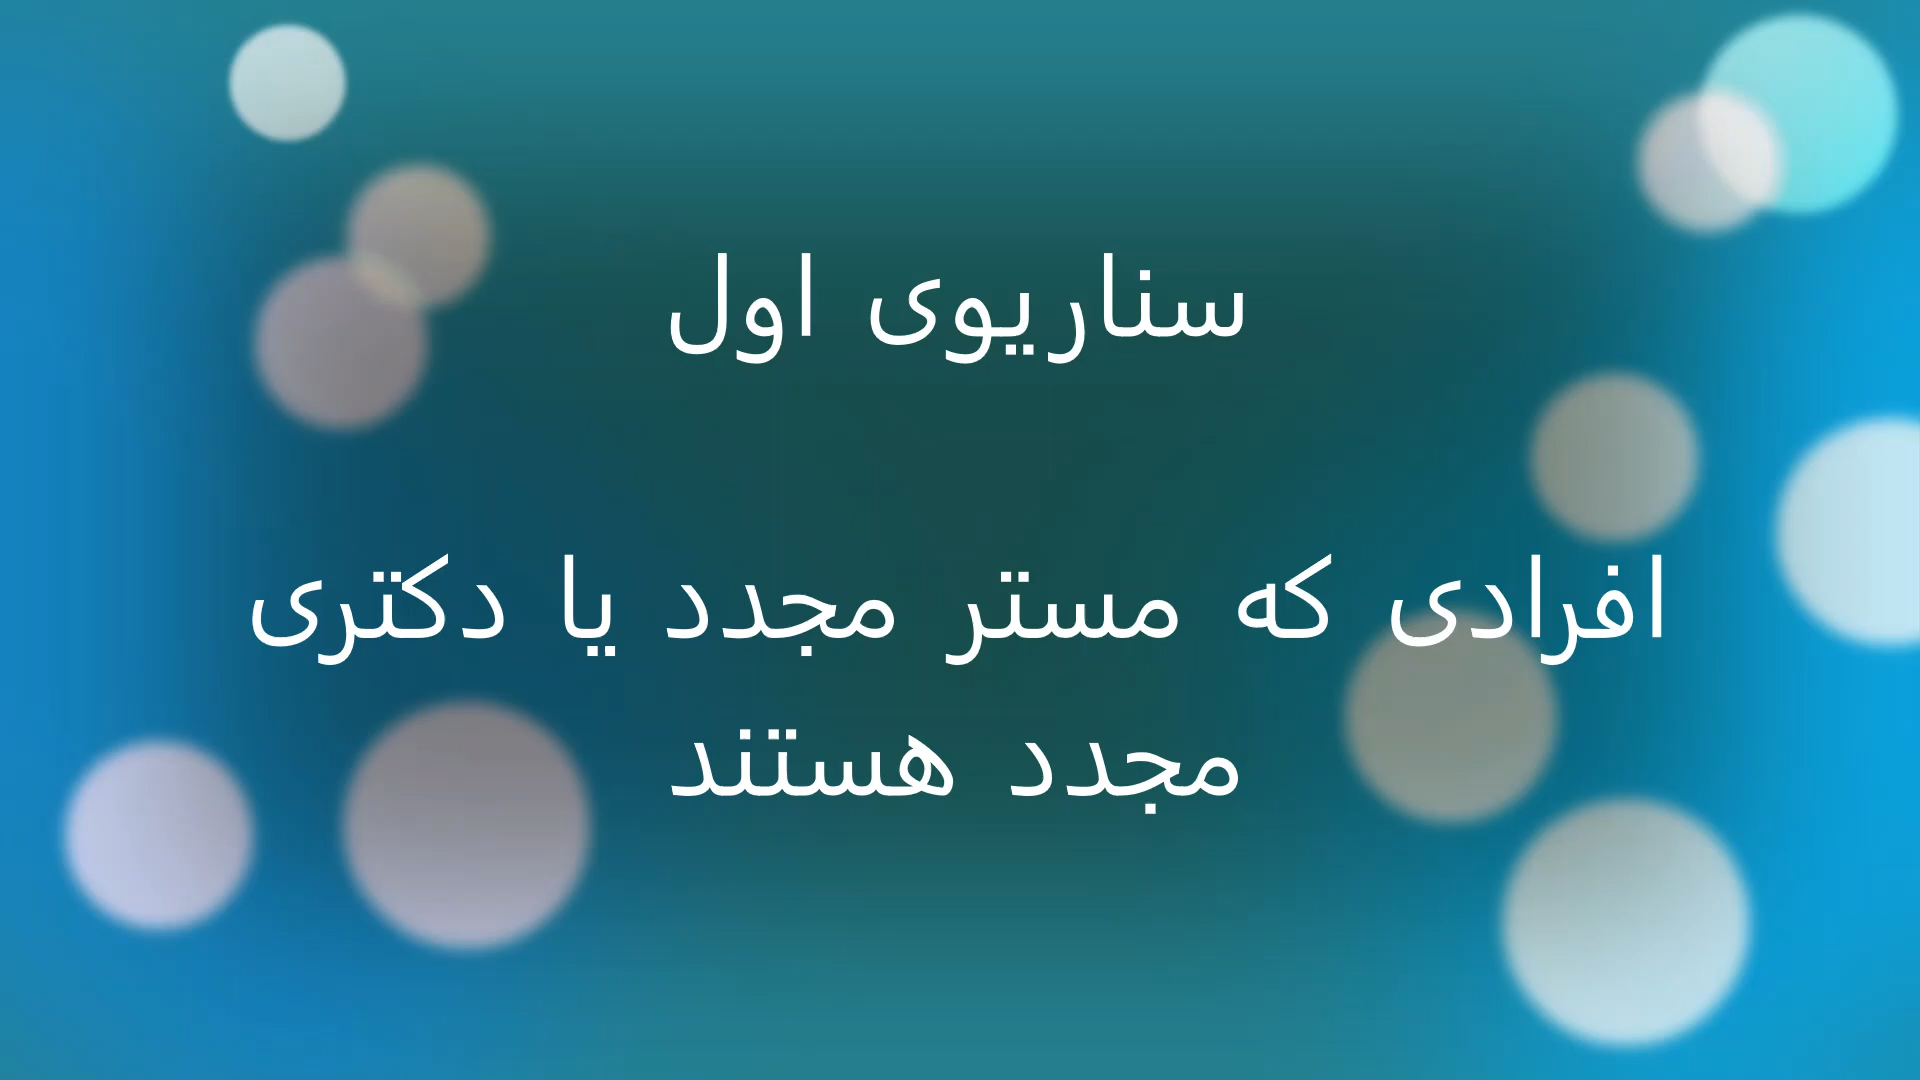 سناریوی اول
افرادی که مستر مجدد یا دکتری
مجدد هستند